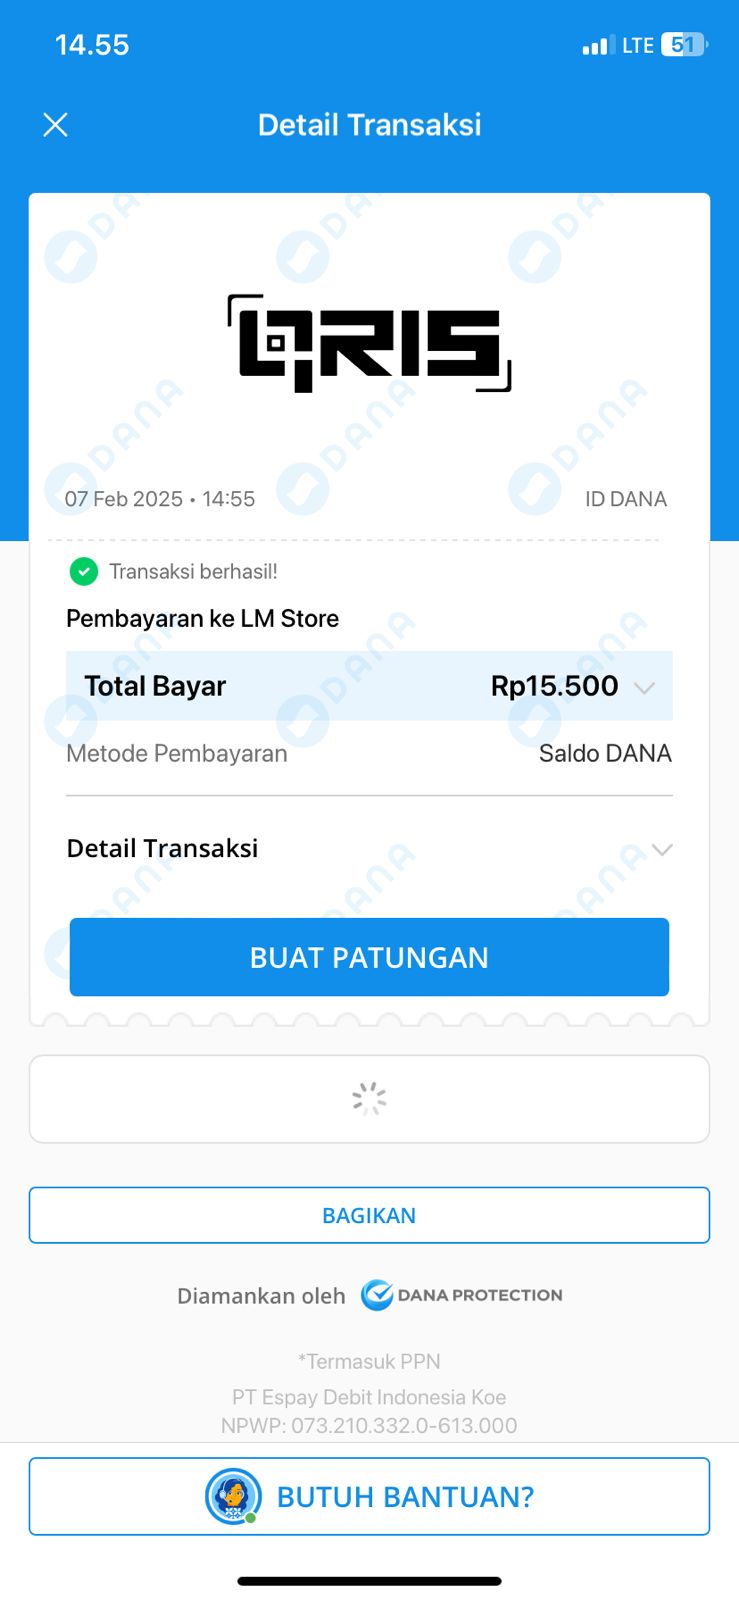 14.55
LTE 51
Detail Transaksi
QRIS
07 Feb 2025 • 14:55 ID DANA
Transaksi berhasil!
Pembayaran ke LM Store
Total Bayar Rp15.500
Metode Pembayaran Saldo DANA
Detail Transaksi
BUAT PATUNGAN
BAGIKAN
Diamankan oleh DANA PROTECTION
*Termasuk PPN
PT Espay Debit Indonesia Koe
NPWP: 073.210.332.0-613.000
BUTUH BANTUAN?